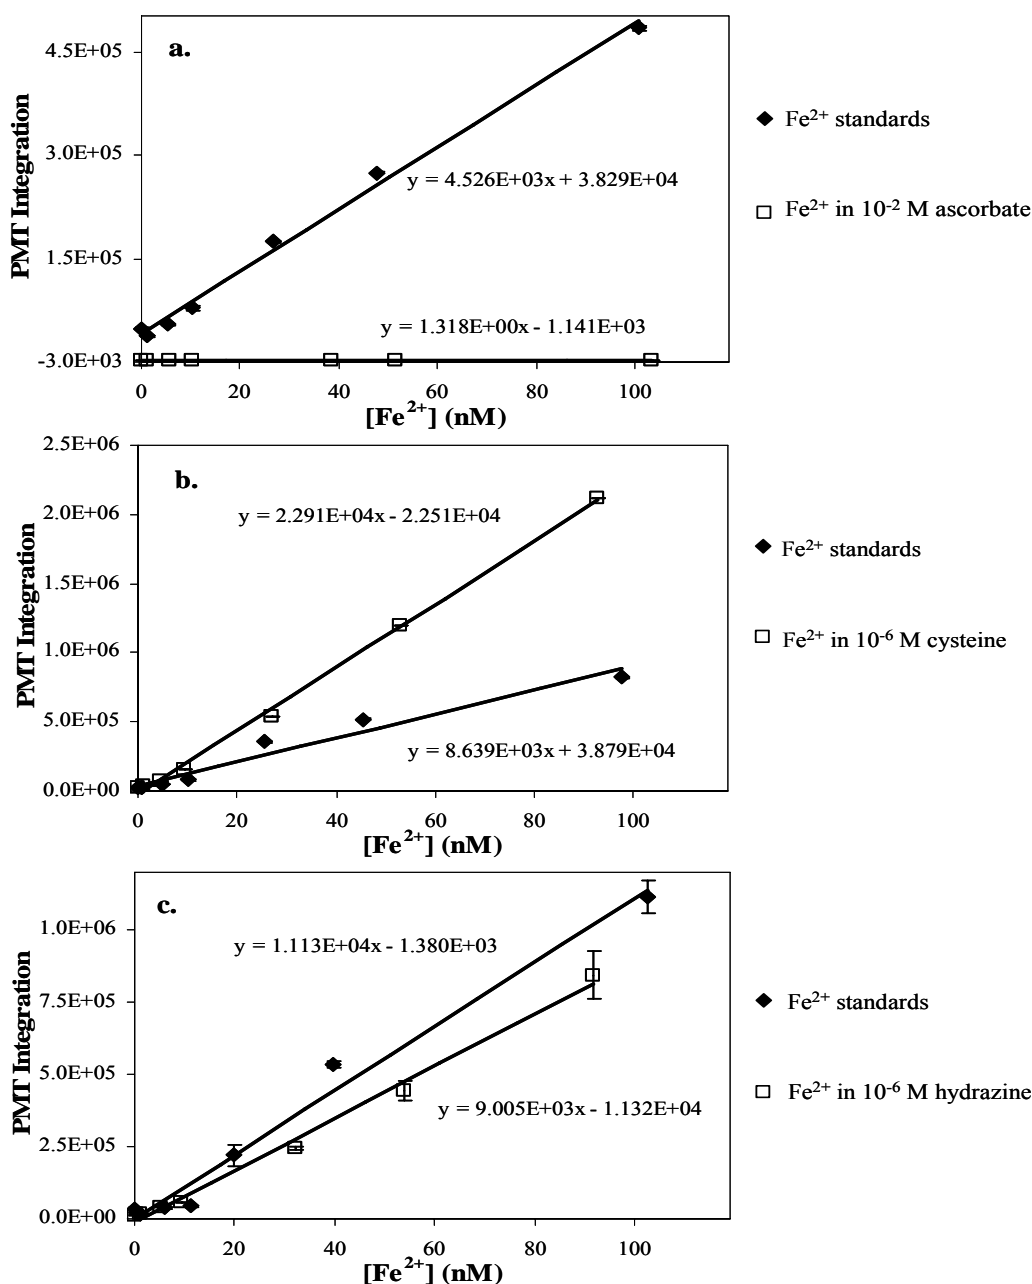 a.
PMT Integration
4.5E+05
3.0E+05
1.5E+05
-3.0E+03
y = 4.526E+03x + 3.829E+04
y = 1.318E+00x - 1.141E+03
0 20 40 60 80 100
[Fe²⁺] (nM)
Fe²⁺ standards
Fe²⁺ in 10⁻² M ascorbate
b.
PMT Integration
2.5E+06
2.0E+06
1.5E+06
1.0E+06
5.0E+05
0.0E+00
y = 2.291E+04x - 2.251E+04
y = 8.639E+03x + 3.879E+04
0 20 40 60 80 100
[Fe²⁺] (nM)
Fe²⁺ standards
Fe²⁺ in 10⁻⁶ M cysteine
c.
PMT Integration
1.0E+06
7.5E+05
5.0E+05
2.5E+05
0.0E+00
y = 1.113E+04x - 1.380E+03
y = 9.005E+03x - 1.132E+04
0 20 40 60 80 100
[Fe²⁺] (nM)
Fe²⁺ standards
Fe²⁺ in 10⁻⁶ M hydrazine